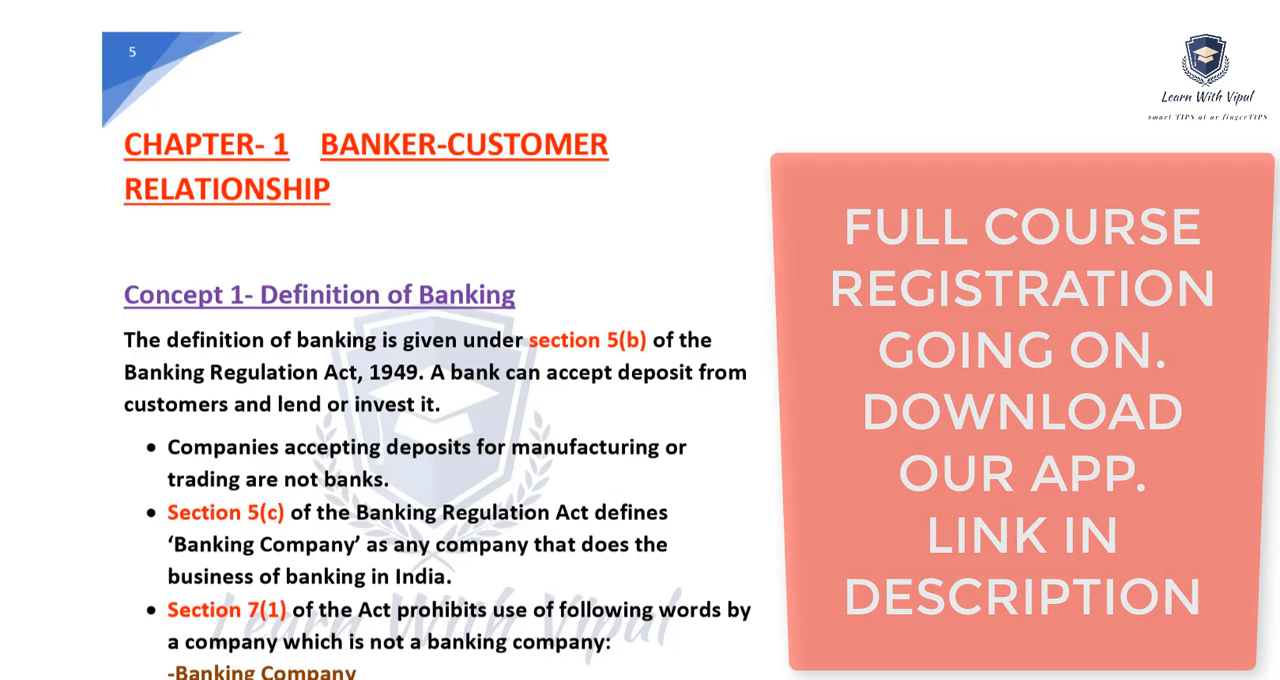 5
Learn With Vipul
smart TIPS at ur fingerTIPS
CHAPTER- 1 BANKER-CUSTOMER
RELATIONSHIP
Concept 1- Definition of Banking
The definition of banking is given under section 5(b) of the
Banking Regulation Act, 1949. A bank can accept deposit from
customers and lend or invest it.
• Companies accepting deposits for manufacturing or
trading are not banks.
• Section 5(c) of the Banking Regulation Act defines
‘Banking Company’ as any company that does the
business of banking in India.
• Section 7(1) of the Act prohibits use of following words by
a company which is not a banking company:
-Banking Company
Learn With Vipul
FULL COURSE
REGISTRATION
GOING ON.
DOWNLOAD
OUR APP.
LINK IN
DESCRIPTION